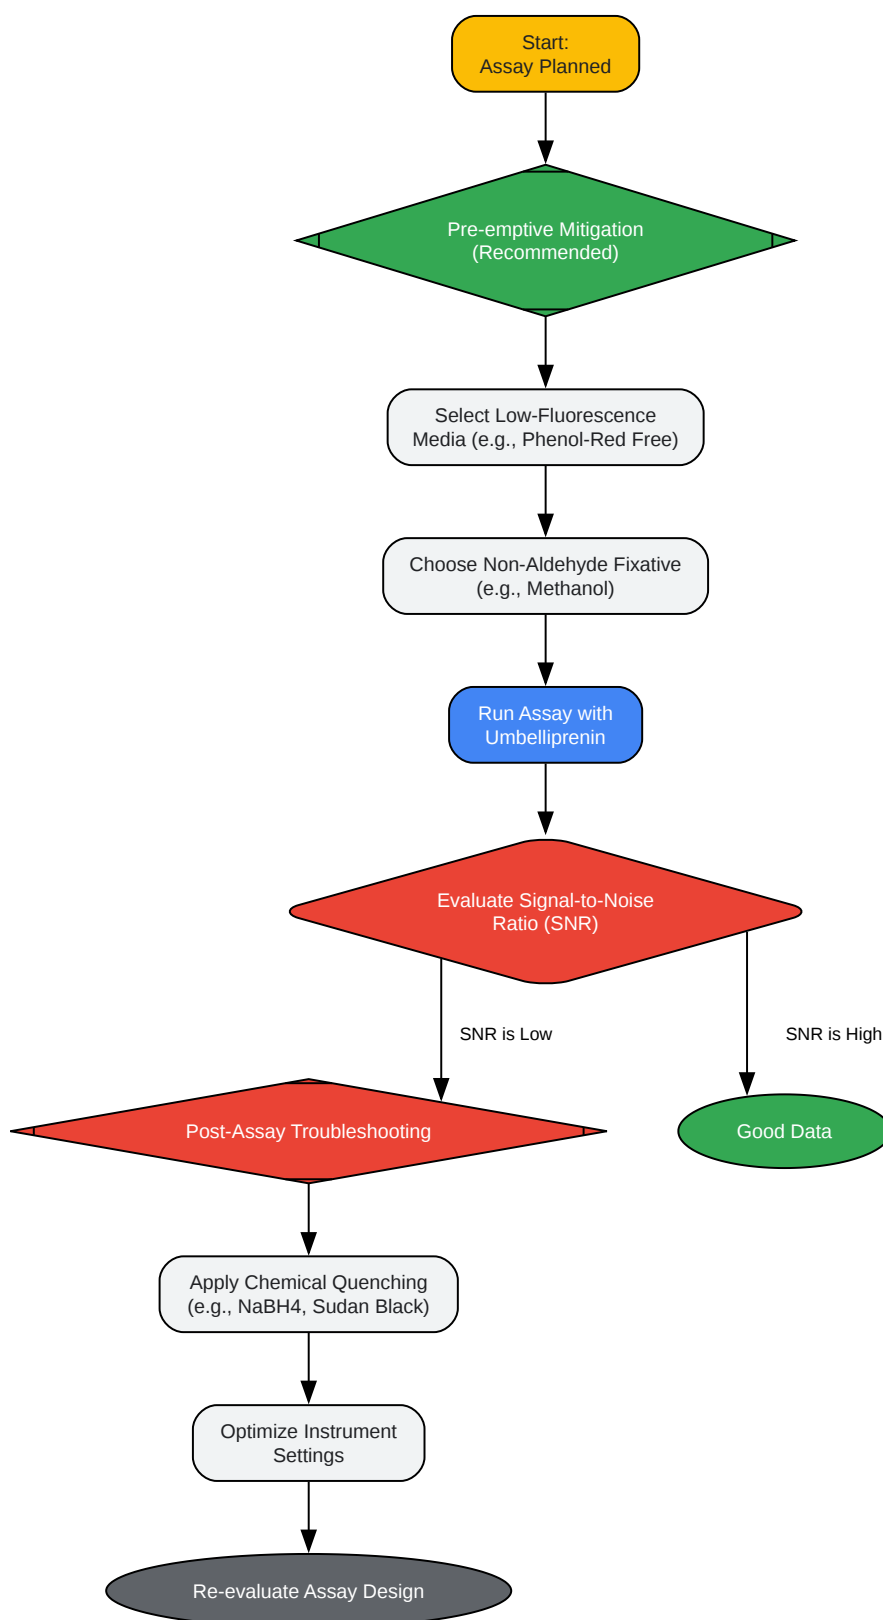 Start:
Assay Planned
Pre-emptive Mitigation
(Recommended)
Select Low-Fluorescence
Media (e.g., Phenol-Red Free)
Choose Non-Aldehyde Fixative
(e.g., Methanol)
Run Assay with
Umbelliprenin
Evaluate Signal-to-Noise
Ratio (SNR)
SNR is Low
SNR is High
Post-Assay Troubleshooting
Good Data
Apply Chemical Quenching
(e.g., NaBH4, Sudan Black)
Optimize Instrument
Settings
Re-evaluate Assay Design